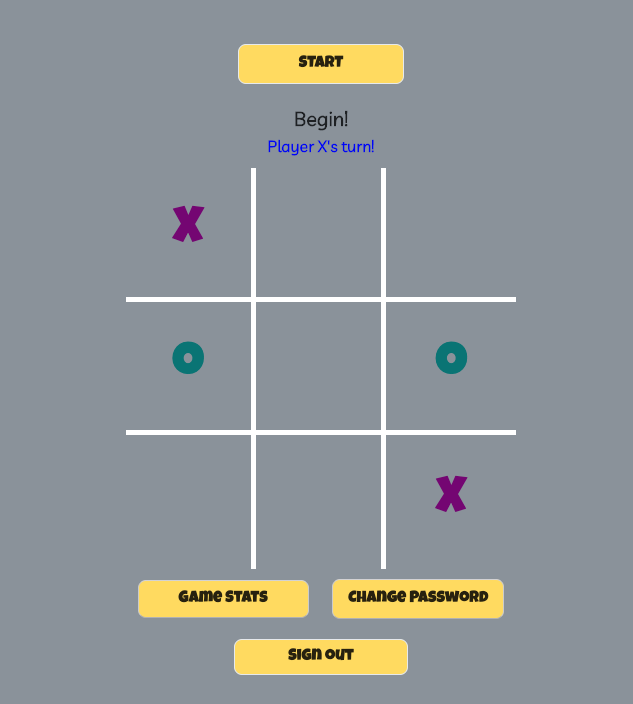 START
Begin!
Player X's turn!
X
O O
X
Game Stats
Change Password
Sign Out